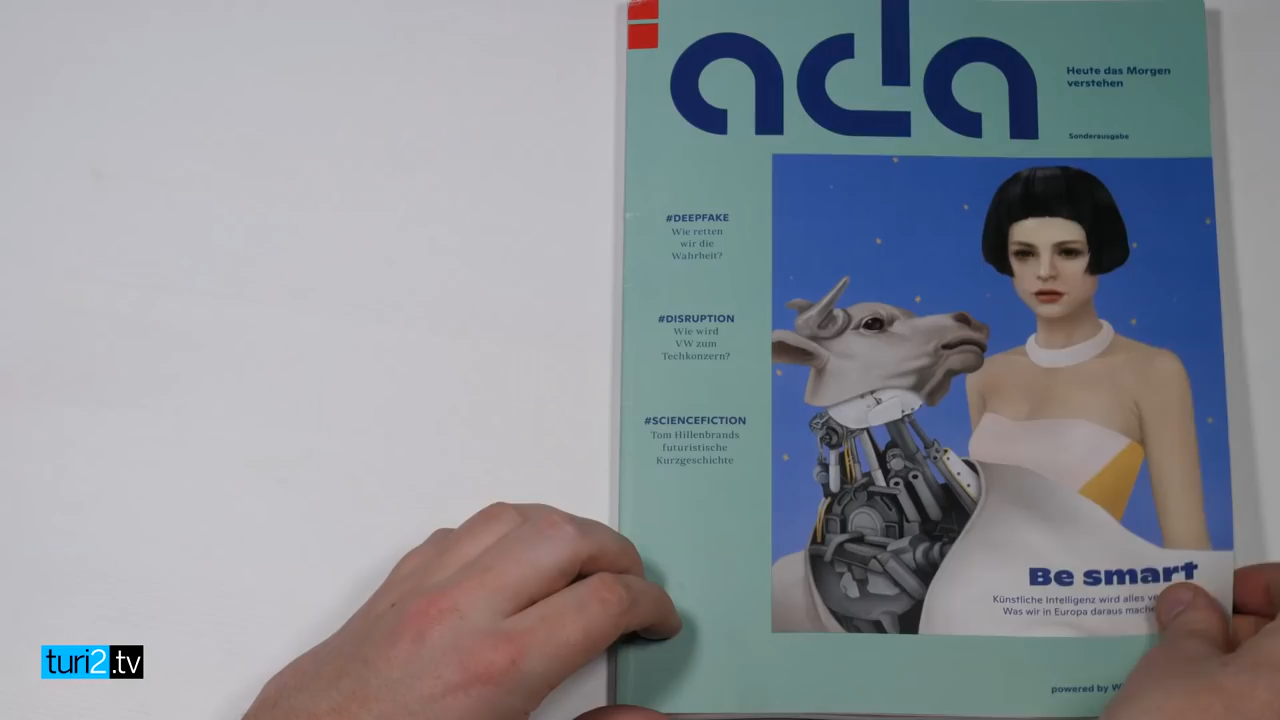 ada
Heute das Morgen
verstehen
Sonderausgabe
#DEEPFAKE
Wie retten
wir die
Wahrheit?
#DISRUPTION
Wie wird
VW zum
Techkonzern?
#SCIENCEFICTION
Tom Hillenbrands
futuristische
Kurzgeschichte
Be smart
Künstliche Intelligenz wird alles
Was wir in Europa daraus
powered by
turi2.tv